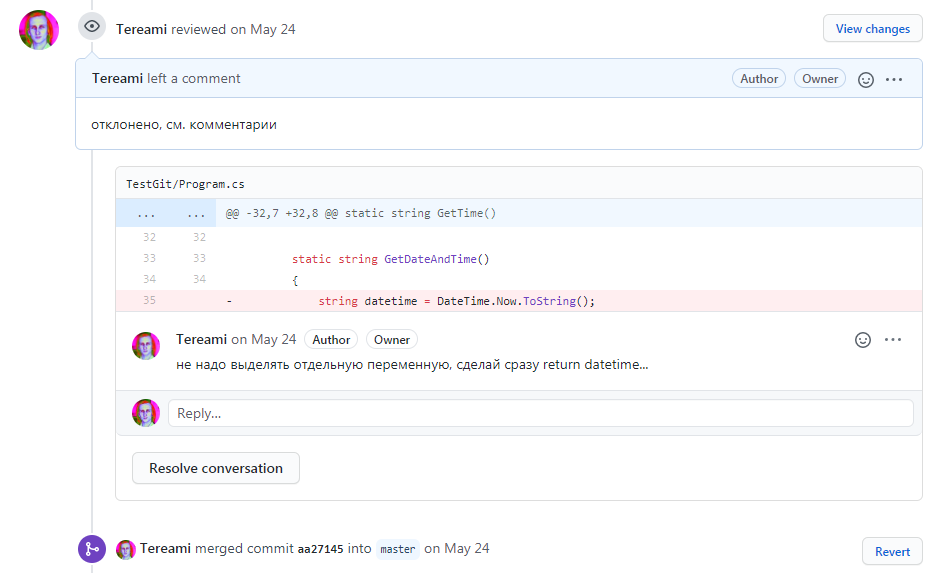 Tereami reviewed on May 24
View changes
Tereami left a comment
Author
Owner
отклонено, см. комментарии
TestGit/Program.cs
... ... @@ -32,7 +32,8 @@ static string GetTime()
32 32
33 33 static string GetDateAndTime()
34 34 {
35 - string datetime = DateTime.Now.ToString();
Tereami on May 24 Author Owner
не надо выделять отдельную переменную, сделай сразу return datetime...
Reply...
Resolve conversation
Tereami merged commit aa27145 into master on May 24
Revert